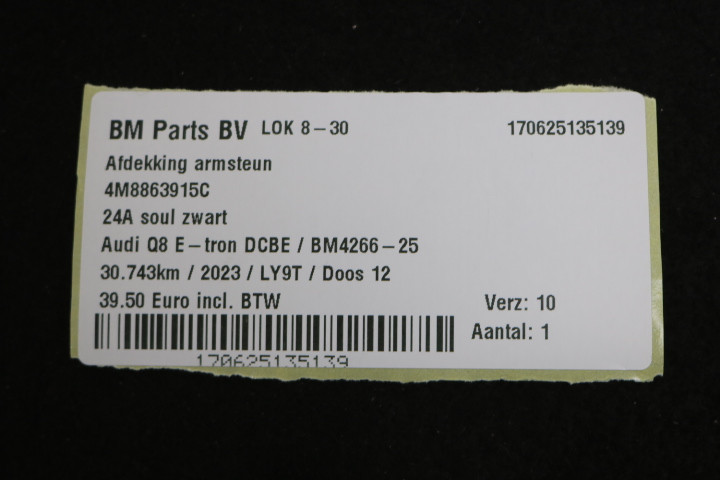 BM Parts BV LOK 8-30 170625135139
Afdekking armsteun
4M8863915C
24A soul zwart
Audi Q8 E-tron DCBE / BM4266-25
30.743km / 2023 / LY9T / Doos 12
39.50 Euro incl. BTW Verz: 10
Aantal: 1
170625135139